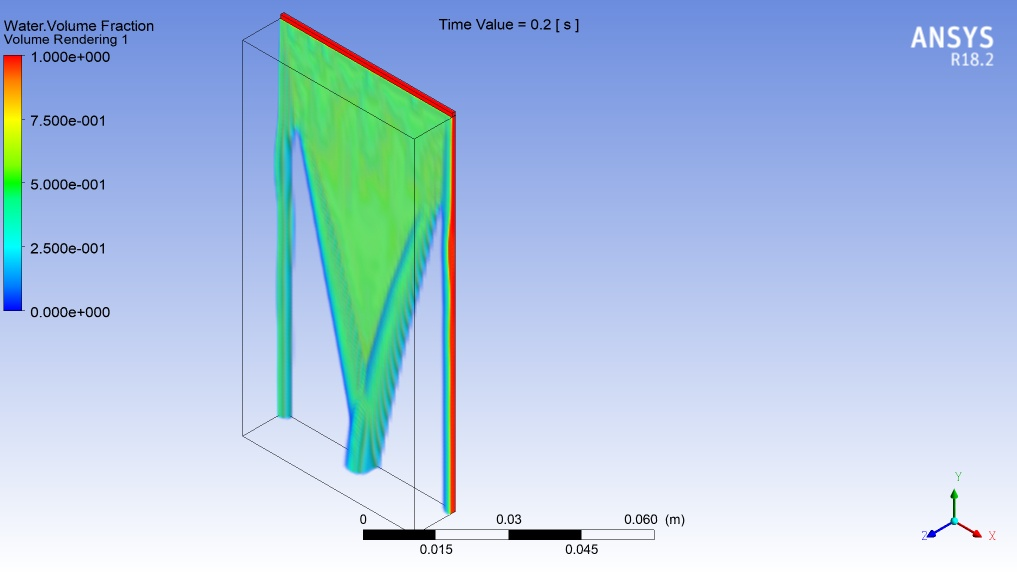 Water.Volume Fraction
Volume Rendering 1
1.000e+000
7.500e-001
5.000e-001
2.500e-001
0.000e+000
Time Value = 0.2 [ s ]
ANSYS
R18.2
0 0.03 0.060 (m)
0.015 0.045
Y
Z X